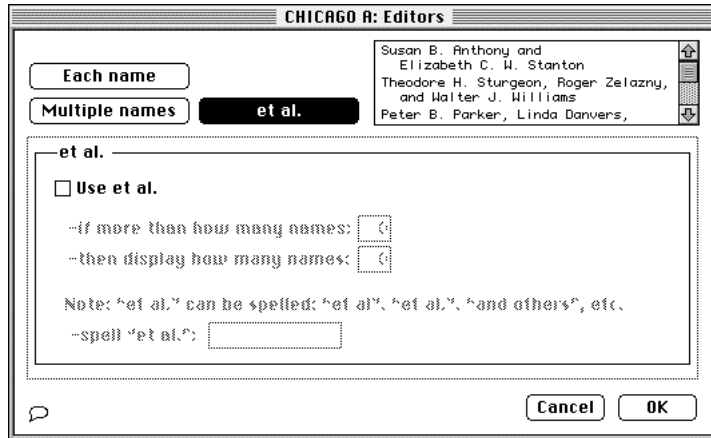 CHICAGO A: Editors
Each name
Multiple names
et al.
Susan B. Anthony and
Elizabeth C. W. Stanton
Theodore H. Sturgeon, Roger Zelazny,
and Walter J. Williams
Peter B. Parker, Linda Danvers,
et al.
Use et al.
-if more than how many names:
-then display how many names:
Note: "et al." can be spelled: "et al", "et al.", "and others", etc.
-spell "et al.":
Cancel
OK